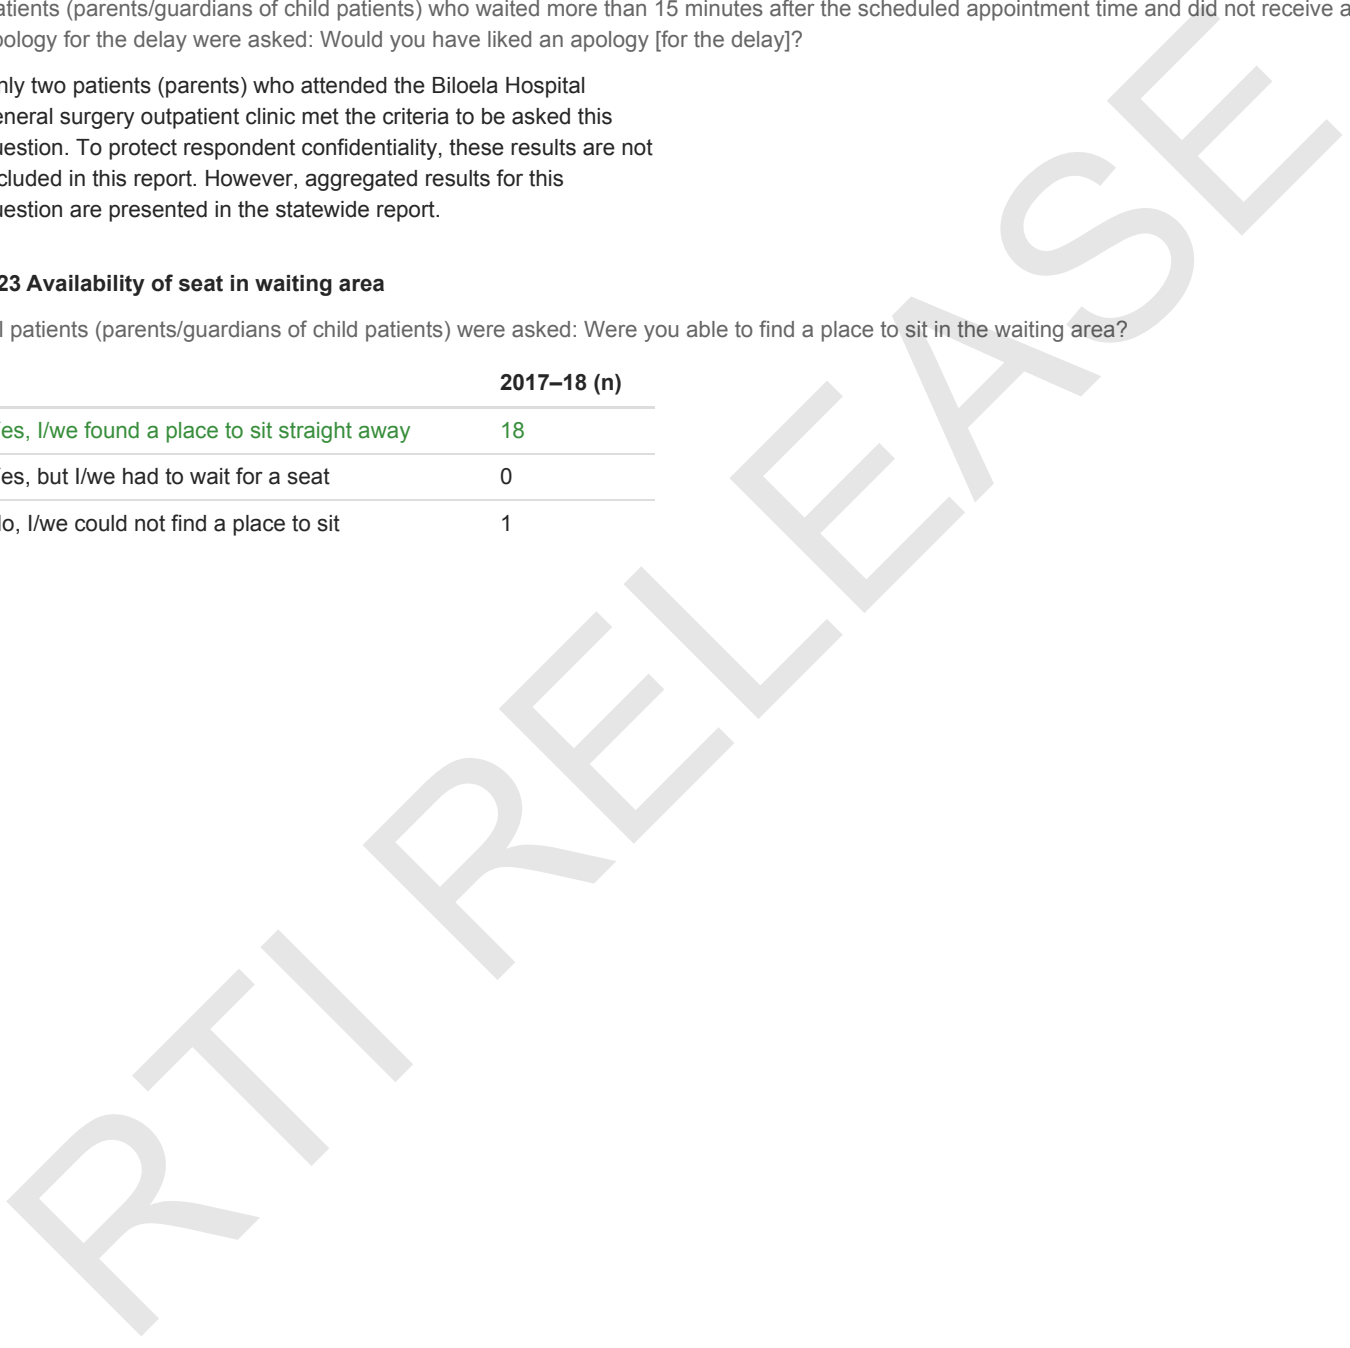 atients (parents/guardians of child patients) who waited more than 15 minutes after the scheduled appointment time and did not receive a
pology for the delay were asked: Would you have liked an apology [for the delay]?
nly two patients (parents) who attended the Biloela Hospital
eneral surgery outpatient clinic met the criteria to be asked this
uestion. To protect respondent confidentiality, these results are not
cluded in this report. However, aggregated results for this
uestion are presented in the statewide report.
23 Availability of seat in waiting area
l patients (parents/guardians of child patients) were asked: Were you able to find a place to sit in the waiting area?
2017–18 (n)
es, I/we found a place to sit straight away 18
es, but I/we had to wait for a seat 0
o, I/we could not find a place to sit 1
RTI RELEASE